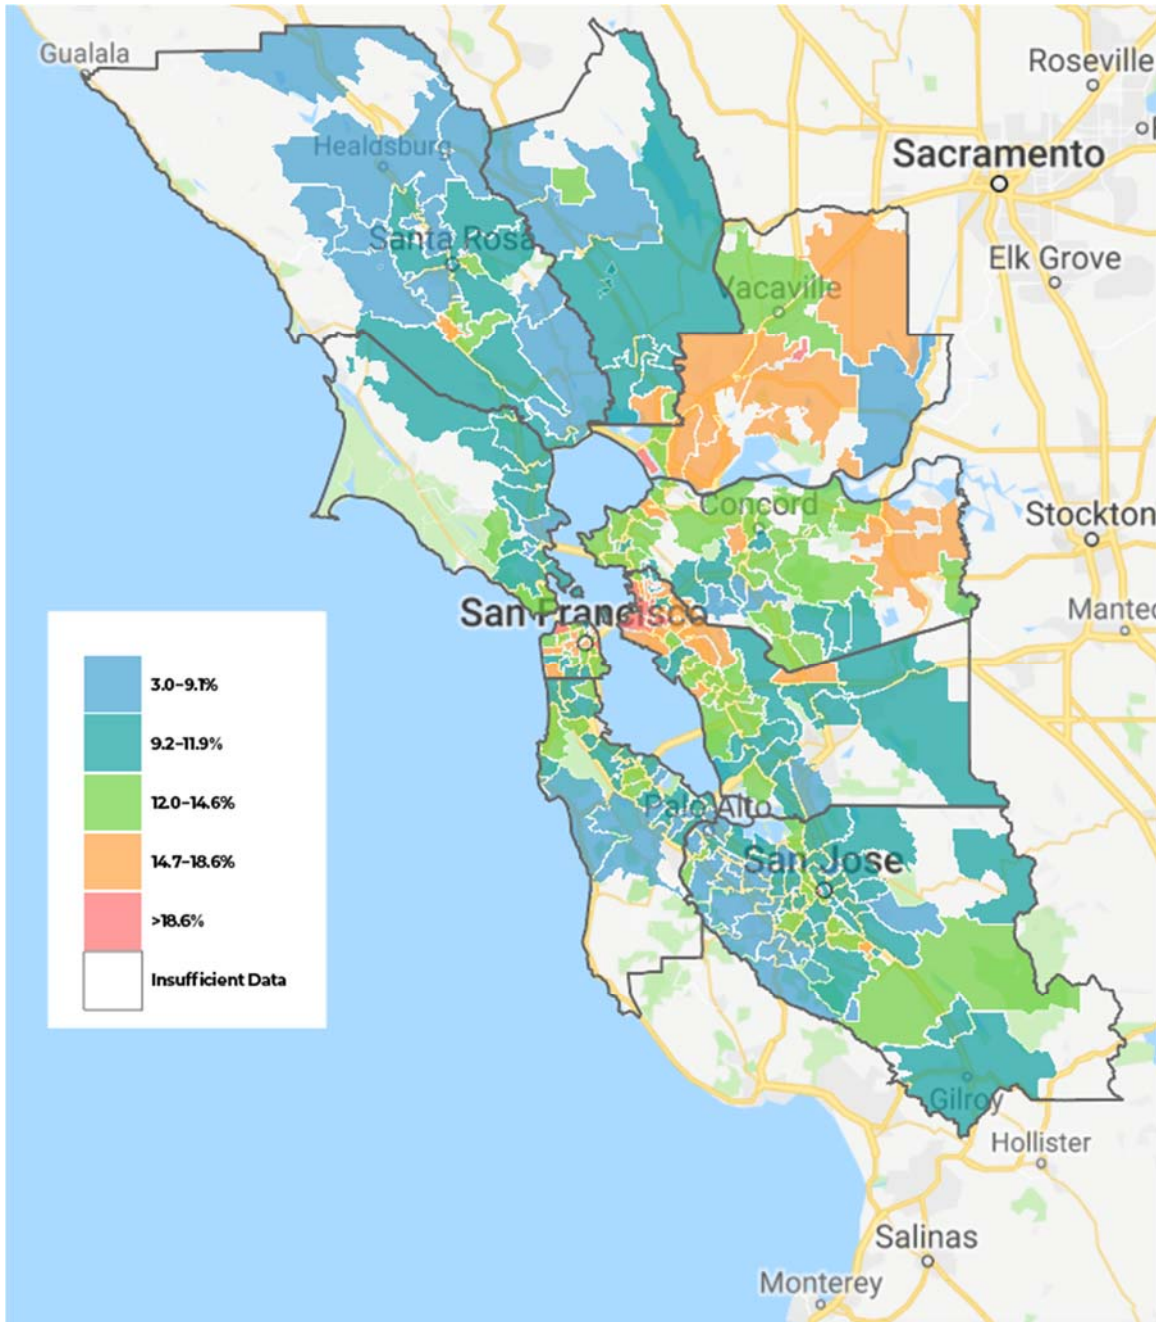 Gualala
Roseville
Sacramento
Healdsburg
Santa Rosa
Elk Grove
Vacaville
Concord
Stockton
San Francisco
Mantec
3.0–9.1%
9.2–11.9%
12.0–14.6%
14.7–18.6%
>18.6%
Insufficient Data
Palo Alto
San Jose
Gilroy
Hollister
Salinas
Monterey